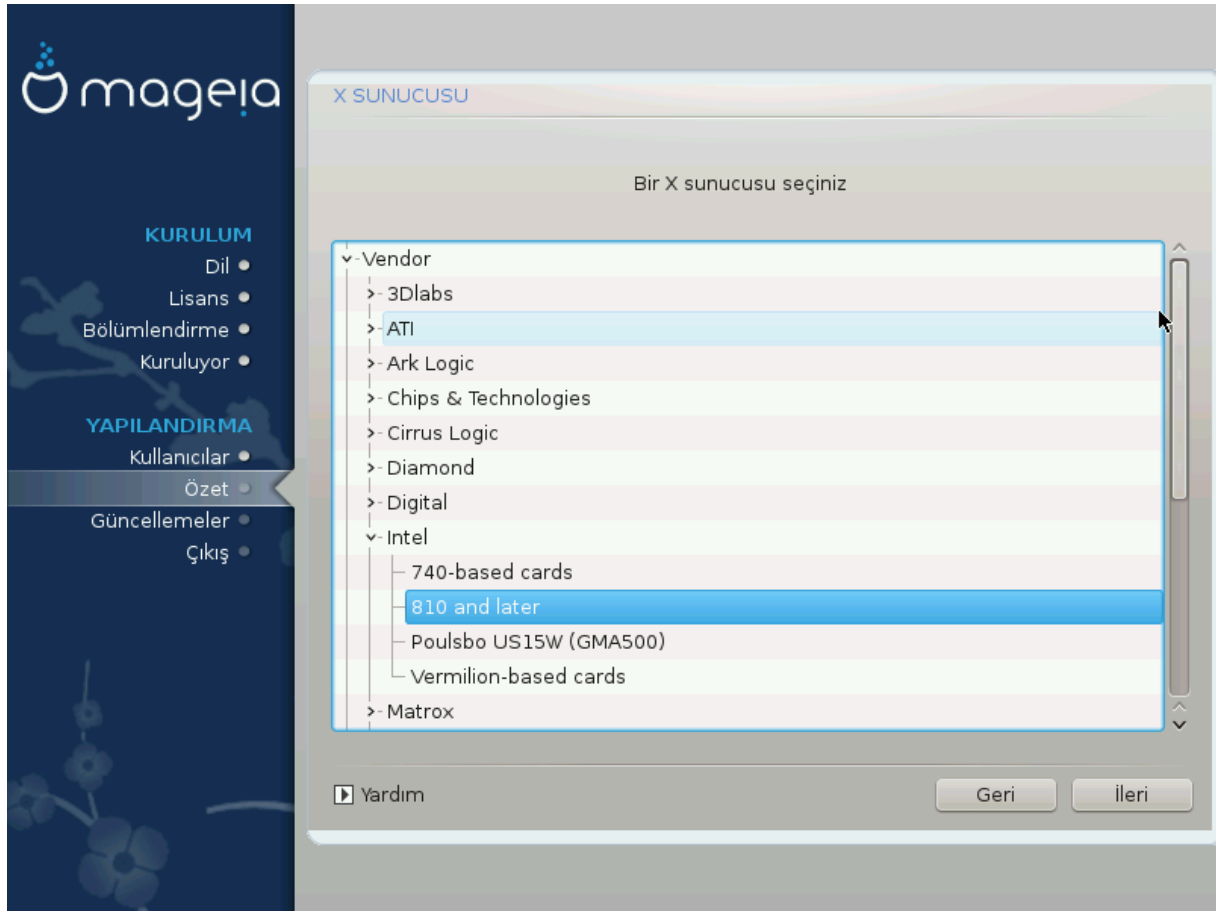 mageia
KURULUM
Dil
Lisans
Bölümlendirme
Kuruluyor
YAPILANDIRMA
Kullanıcılar
Özet
Güncellemeler
Çıkış
X SUNUCUSU
Bir X sunucusu seçiniz
Vendor
3Dlabs
ATI
Ark Logic
Chips & Technologies
Cirrus Logic
Diamond
Digital
Intel
740-based cards
810 and later
Poulsbo US15W (GMA500)
Vermilion-based cards
Matrox
Yardım
Geri
İleri